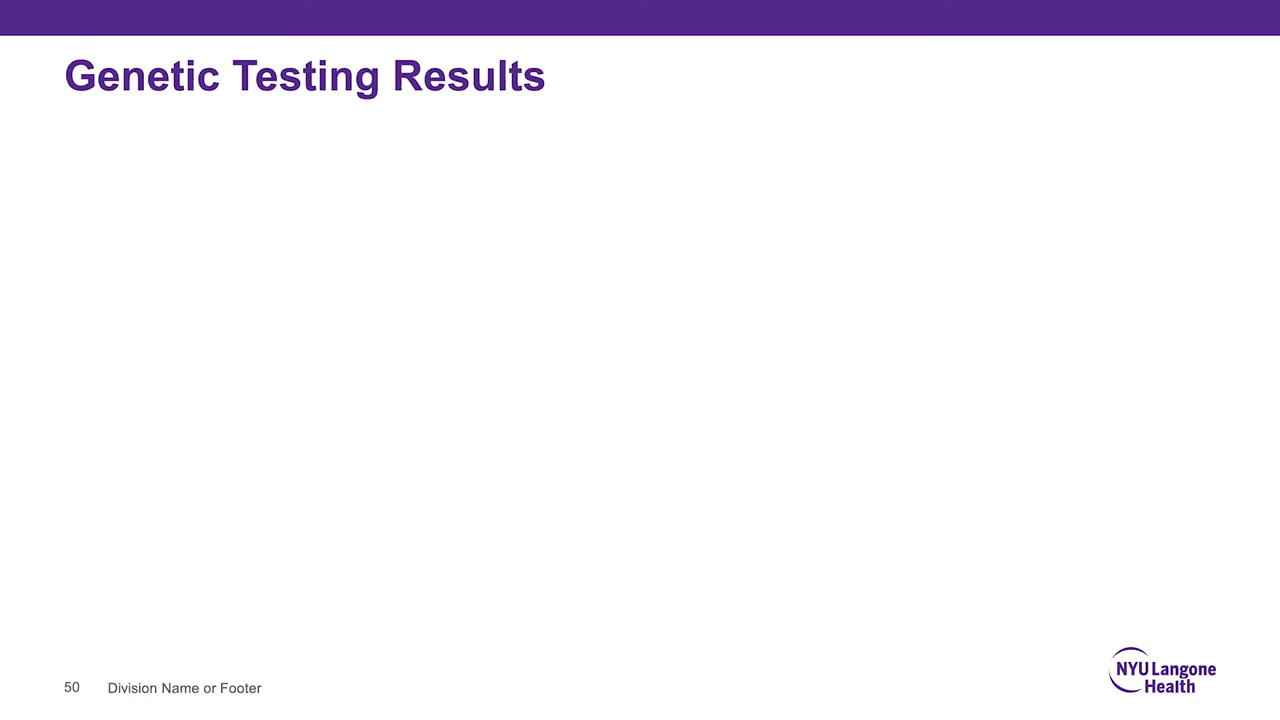 Genetic Testing Results
50 Division Name or Footer
NYU Langone
Health